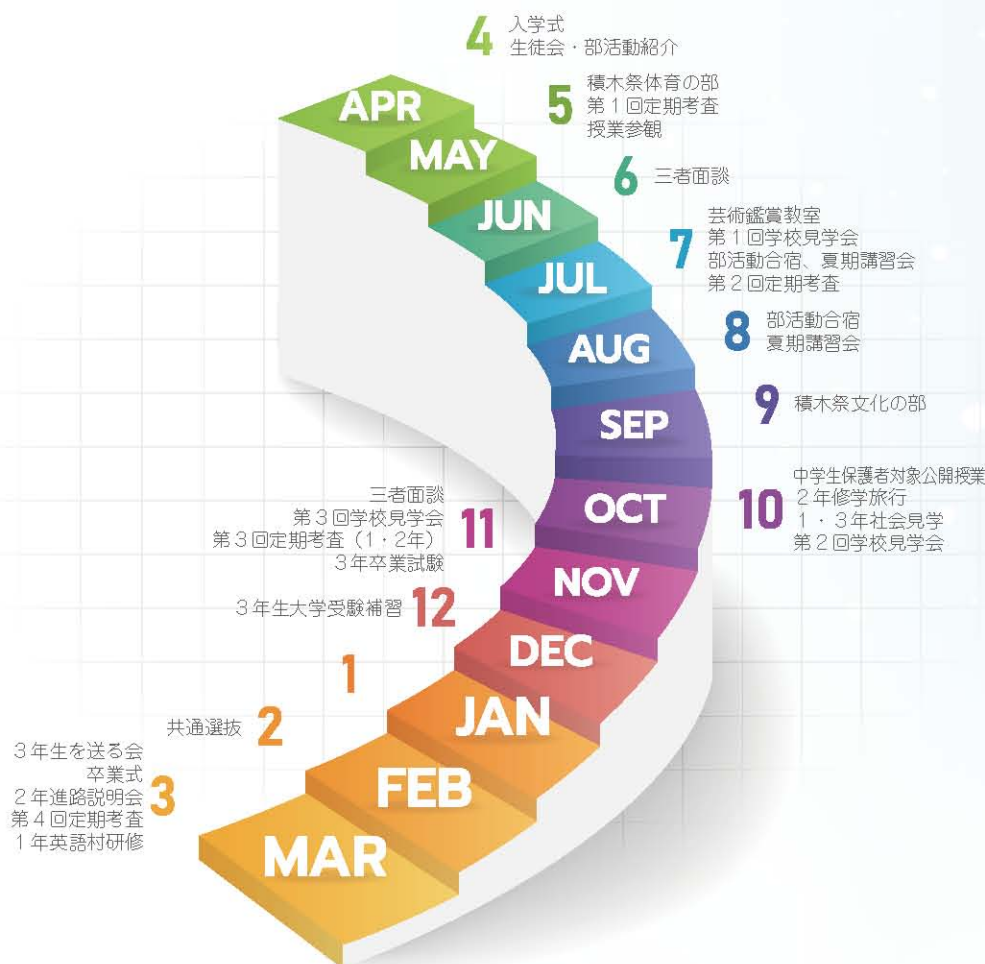 4
入学式
生徒会・部活動紹介
APR
5
積木祭体育の部
第1回定期考査
授業参観
MAY
6
三者面談
JUN
7
芸術鑑賞教室
第1回学校見学会
部活動合宿、夏期講習会
第2回定期考査
JUL
8
部活動合宿
夏期講習会
AUG
9
積木祭文化の部
SEP
10
中学生保護者対象公開授業
2年修学旅行
1・3年社会見学
第2回学校見学会
OCT
三者面談
第3回学校見学会
第3回定期考査(1・2年)
3年卒業試験
11
NOV
3年生大学受験補習
12
DEC
1
JAN
共通選抜
2
FEB
3年生を送る会
卒業式
2年進路説明会
第4回定期考査
1年英語村研修
3
MAR